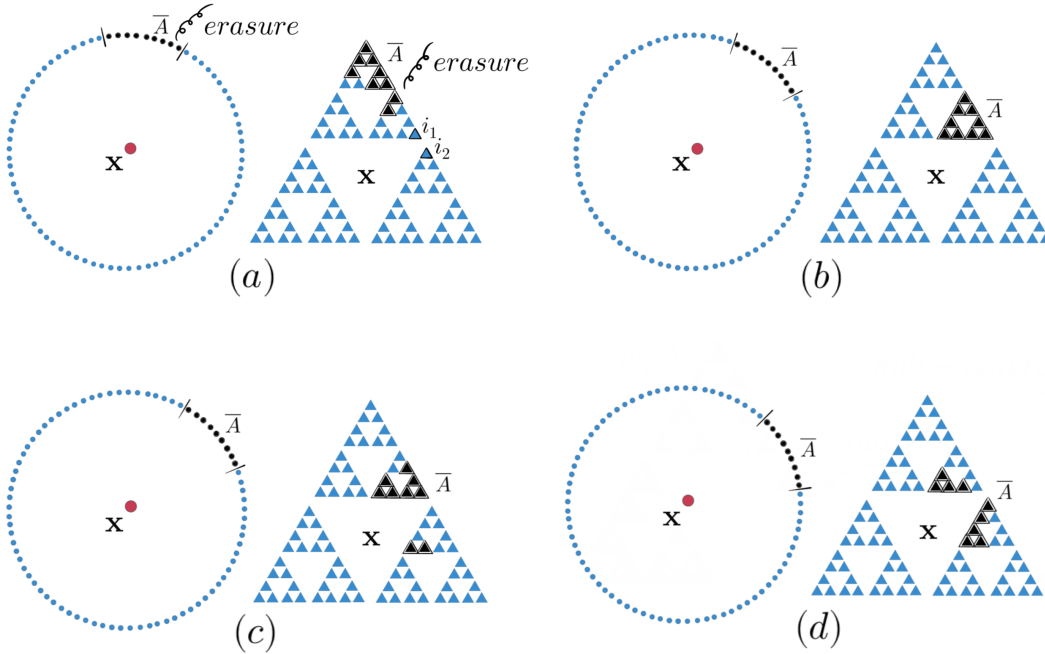 A̅ erasure
A̅ erasure
i₁
i₂
x x
(a)
A̅ A̅
x x
(b)
A̅ A̅
x x
(c)
A̅ A̅
x x
(d)